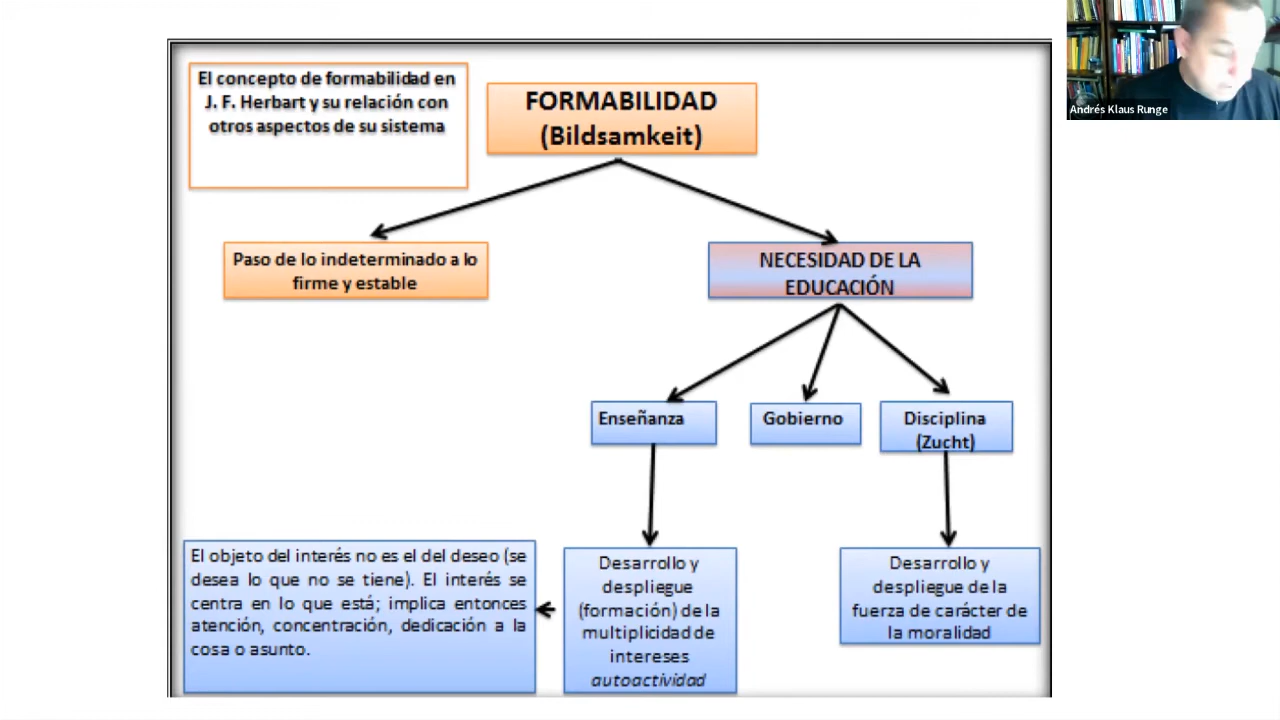 El concepto de formabilidad en
J. F. Herbart y su relación con
otros aspectos de su sistema
FORMABILIDAD
(Bildsamkeit)
Andrés Klaus Runge
Paso de lo indeterminado a lo
firme y estable
NECESIDAD DE LA
EDUCACIÓN
Enseñanza
Gobierno
Disciplina
(Zucht)
El objeto del interés no es el del deseo (se
desea lo que no se tiene). El interés se
centra en lo que está; implica entonces
atención, concentración, dedicación a la
cosa o asunto.
Desarrollo y
despliegue
(formación) de la
multiplicidad de
intereses
autoactividad
Desarrollo y
despliegue de la
fuerza de carácter de
la moralidad